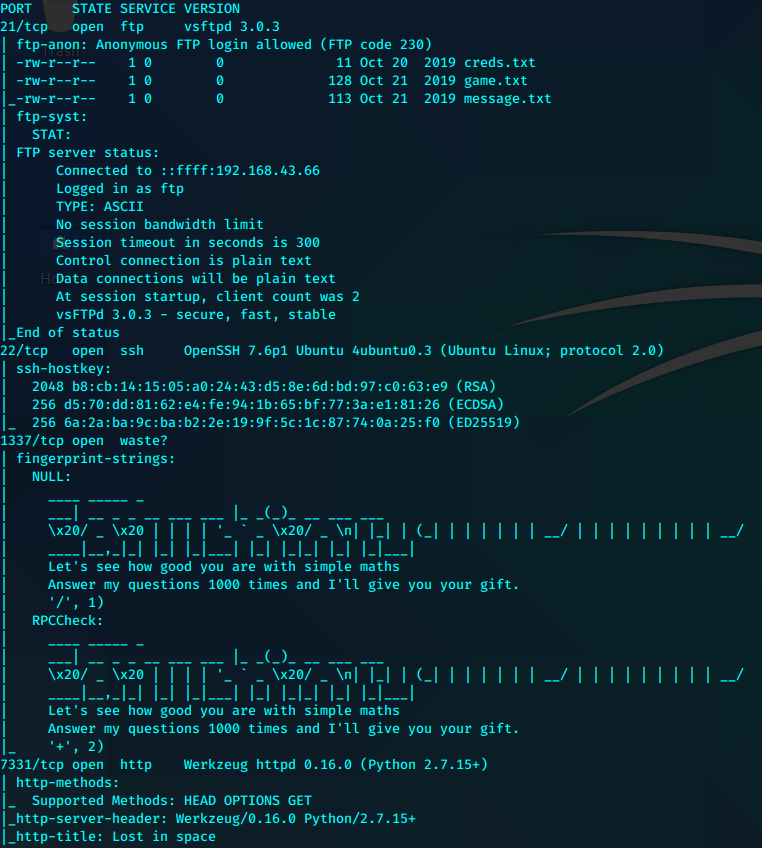 PORT     STATE SERVICE VERSION
21/tcp   open  ftp     vsftpd 3.0.3
| ftp-anon: Anonymous FTP login allowed (FTP code 230)
| -rw-r--r--    1 0        0              11 Oct 20  2019 creds.txt
| -rw-r--r--    1 0        0             128 Oct 21  2019 game.txt
|_-rw-r--r--    1 0        0             113 Oct 21  2019 message.txt
| ftp-syst:
|   STAT:
| FTP server status:
|      Connected to ::ffff:192.168.43.66
|      Logged in as ftp
|      TYPE: ASCII
|      No session bandwidth limit
|      Session timeout in seconds is 300
|      Control connection is plain text
|      Data connections will be plain text
|      At session startup, client count was 2
|      vsFTPd 3.0.3 - secure, fast, stable
|_End of status
22/tcp   open  ssh     OpenSSH 7.6p1 Ubuntu 4ubuntu0.3 (Ubuntu Linux; protocol 2.0)
| ssh-hostkey:
|   2048 b8:cb:14:15:05:a0:24:43:d5:8e:6d:bd:97:c0:63:e9 (RSA)
|   256 d5:70:dd:81:62:e4:fe:94:1b:65:bf:77:3a:e1:81:26 (ECDSA)
|_  256 6a:2a:ba:9c:ba:b2:2e:19:9f:5c:1c:87:74:0a:25:f0 (ED25519)
1337/tcp open  waste?
| fingerprint-strings:
|   NULL:
|     ____ _____ _
|     ___| __ _ _ __ ___ ___ |_ _(_)_ __ ___ ___
|     \x20/ _ \x20 | | | | '_ ` _ \x20/ _ \n| |_| | (_| | | | | | | __/ | | | | | | | | | __/
|     ____|__,_|_| |_| |_|___| |_| |_|_| |_| |_|___|
|     Let's see how good you are with simple maths
|     Answer my questions 1000 times and I'll give you your gift.
|     '/', 1)
|   RPCCheck:
|     ____ _____ _
|     ___| __ _ _ __ ___ ___ |_ _(_)_ __ ___ ___
|     \x20/ _ \x20 | | | | '_ ` _ \x20/ _ \n| |_| | (_| | | | | | | __/ | | | | | | | | | __/
|     ____|__,_|_| |_| |_|___| |_| |_|_| |_| |_|___|
|     Let's see how good you are with simple maths
|     Answer my questions 1000 times and I'll give you your gift.
|_    '+', 2)
7331/tcp open  http    Werkzeug httpd 0.16.0 (Python 2.7.15+)
| http-methods:
|_  Supported Methods: HEAD OPTIONS GET
|_http-server-header: Werkzeug/0.16.0 Python/2.7.15+
|_http-title: Lost in space